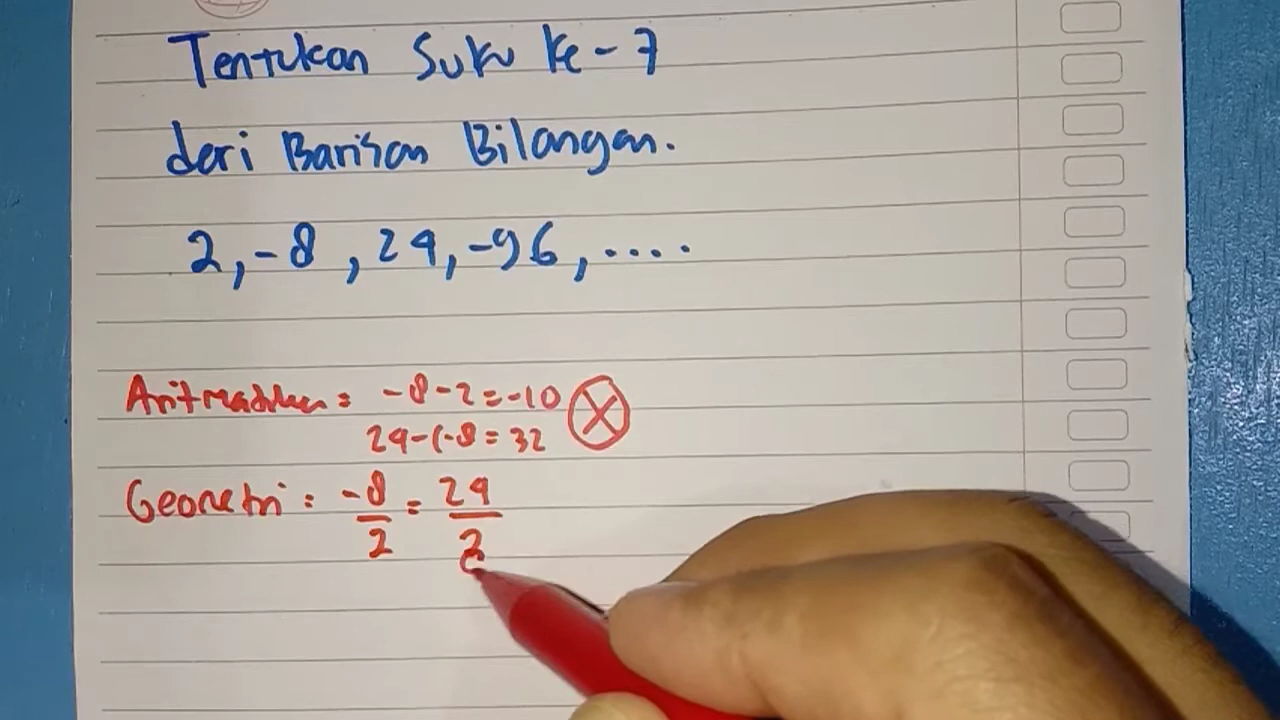 Tentukan Suku ke-7
dari Barisan Bilangan.
2, -8, 24, -96, ....
Aritmatika = -8-2=-10
24-(-8=32
Geometri : -8/2 = 24/2